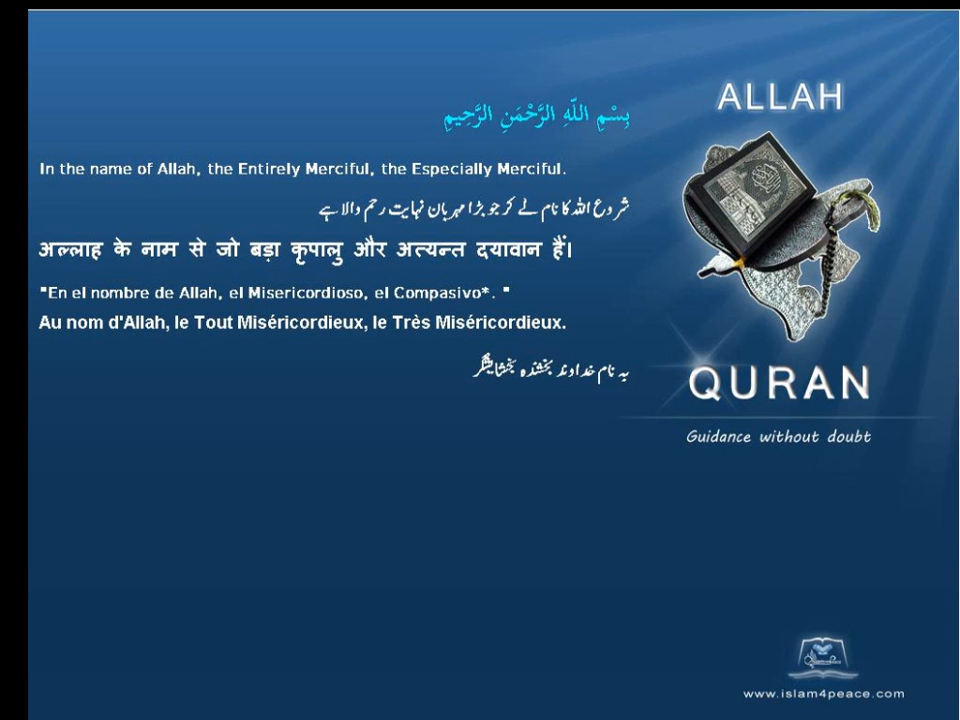 بِسْمِ اللَّهِ الرَّحْمَنِ الرَّحِيمِ
In the name of Allah, the Entirely Merciful, the Especially Merciful.
شروع الله کا نام لے کر جو بڑا مہربان نہایت رحم والا ہے
अल्लाह के नाम से जो बड़ा कृपालु और अत्यन्त दयावान हैं।
"En el nombre de Allah, el Misericordioso, el Compasivo*. "
Au nom d'Allah, le Tout Miséricordieux, le Très Miséricordieux.
به نام خداوند بخشنده بخشایشگر
ALLAH
QURAN
Guidance without doubt
www.islam4peace.com